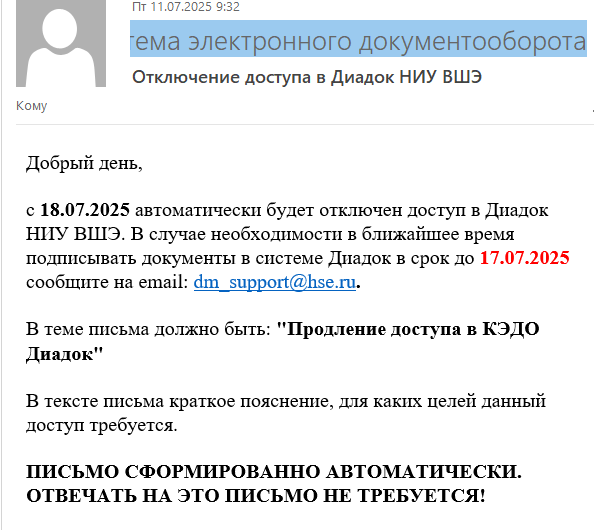 Пт 11.07.2025 9:32
тема электронного документооборота
Отключение доступа в Диадок НИУ ВШЭ
Кому
Добрый день,
с 18.07.2025 автоматически будет отключен доступ в Диадок
НИУ ВШЭ. В случае необходимости в ближайшее время
подписывать документы в системе Диадок в срок до 17.07.2025
сообщите на email: dm_support@hse.ru.
В теме письма должно быть: "Продление доступа в КЭДО
Диадок"
В тексте письма краткое пояснение, для каких целей данный
доступ требуется.
ПИСЬМО СФОРМИРОВАННО АВТОМАТИЧЕСКИ.
ОТВЕЧАТЬ НА ЭТО ПИСЬМО НЕ ТРЕБУЕТСЯ!